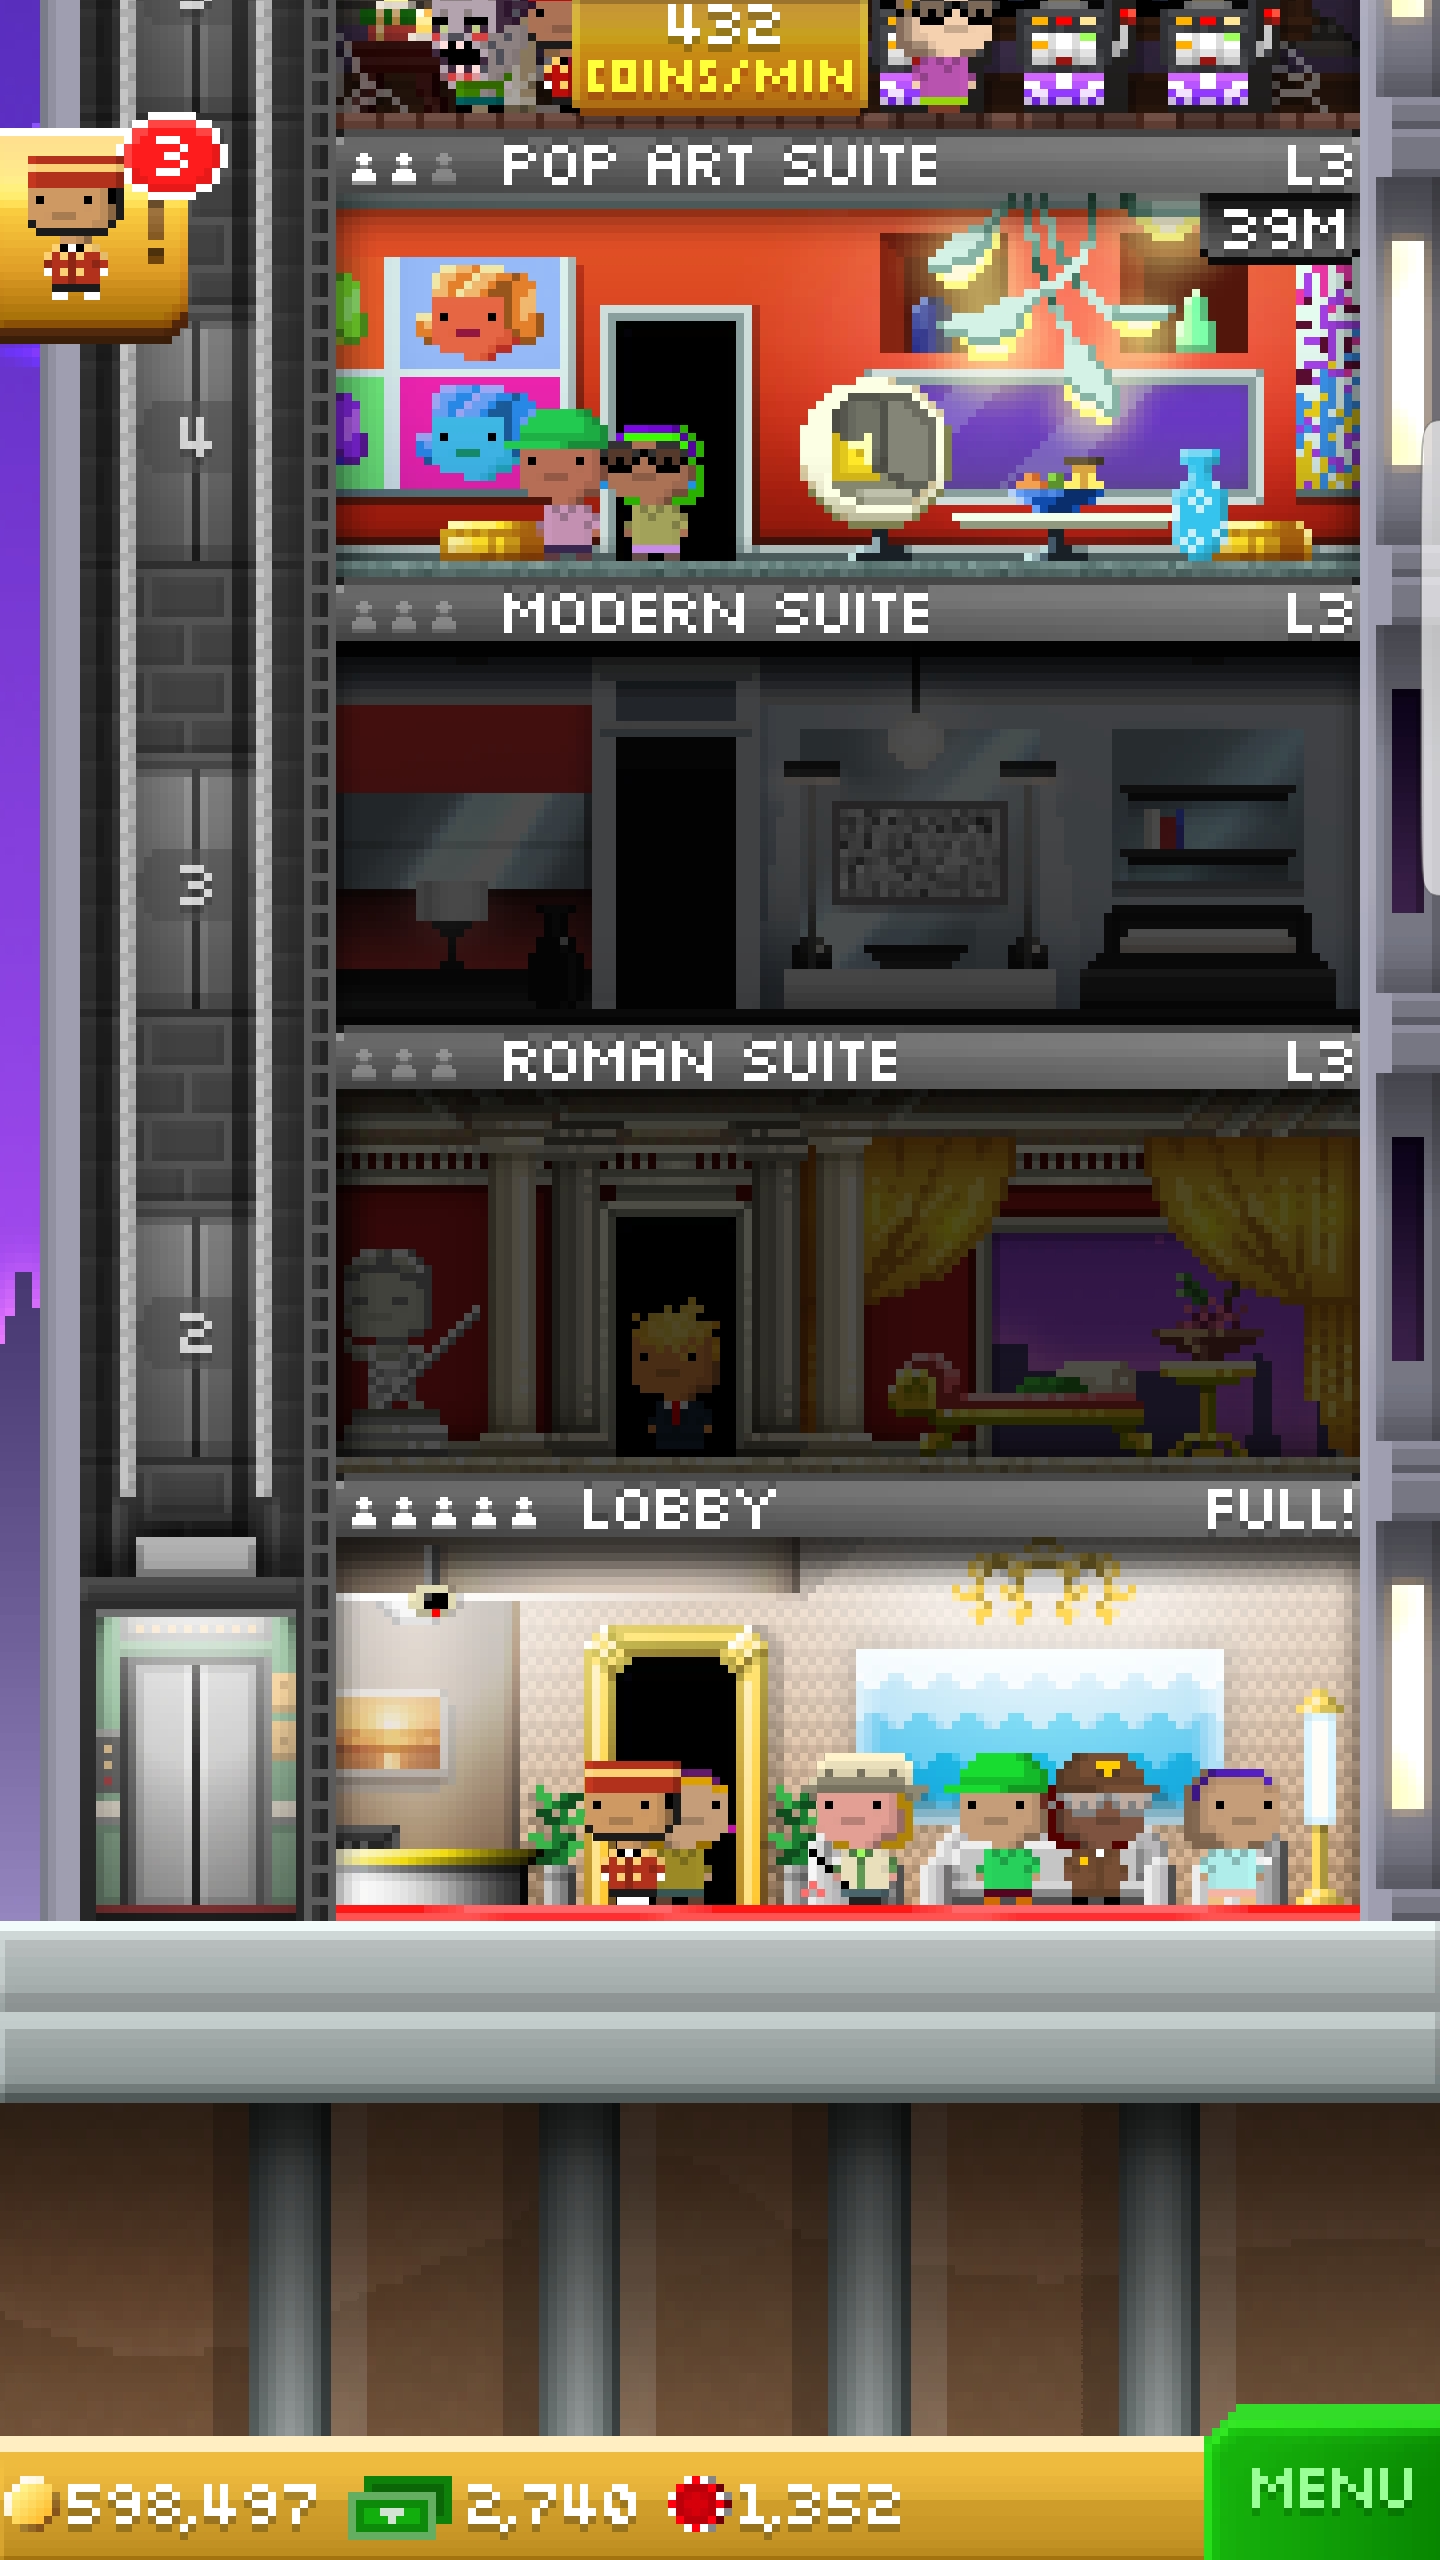 432
COINS/MIN
3
!
POP ART SUITE
L3
39M
4
MODERN SUITE
L3
3
ROMAN SUITE
L3
2
LOBBY
FULL!
598,497
2,740
1,352
MENU